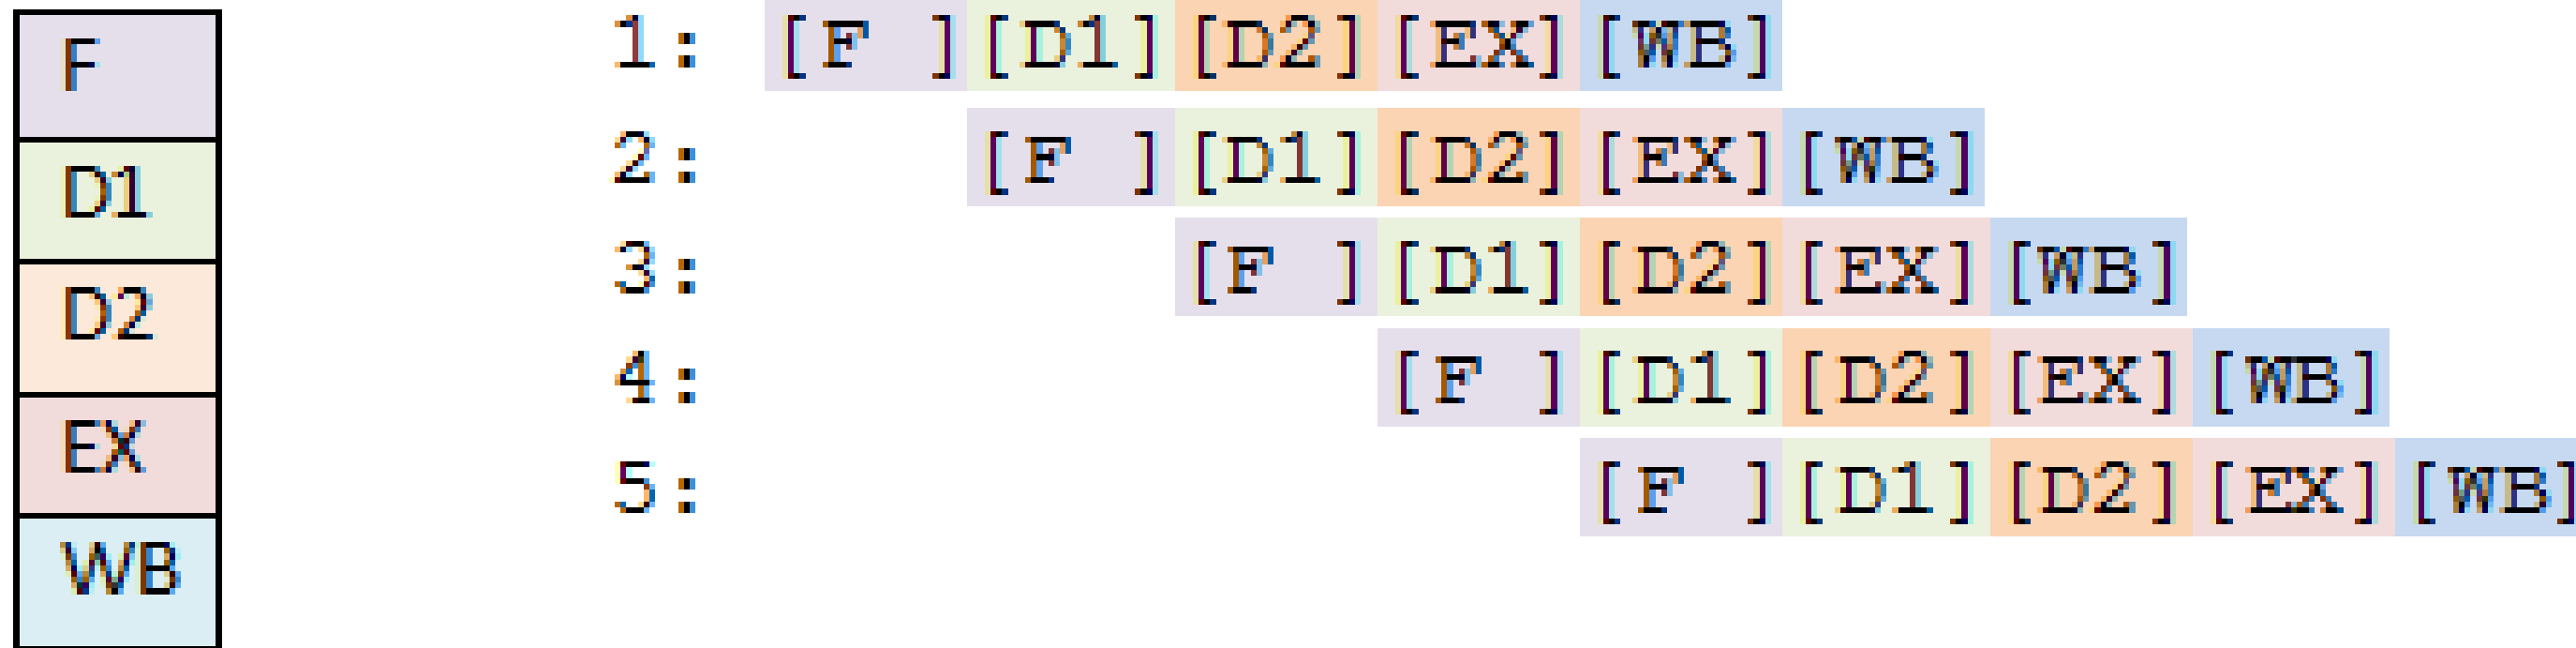 F
D1
D2
EX
WB
1: [F ][D1][D2][EX][WB]
2: [F ][D1][D2][EX][WB]
3: [F ][D1][D2][EX][WB]
4: [F ][D1][D2][EX][WB]
5: [F ][D1][D2][EX][WB]